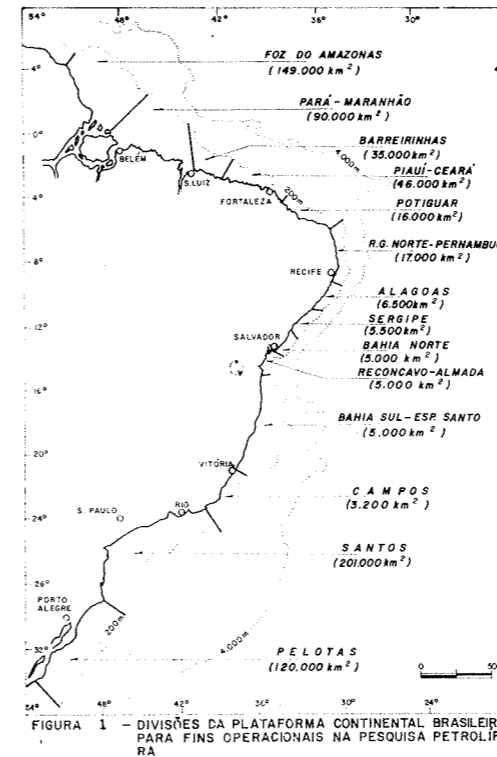 54° 48° 42° 36° 30°
4°
FOZ DO AMAZONAS
(149.000 km²)
PARÁ-MARANHÃO
(90.000 km²)
0°
BARREIRINHAS
(35.000 km²)
BELÉM
4.000m
S.LUIZ
PIAUÍ-CEARÁ
(46.000 km²)
4°
FORTALEZA
200m
POTIGUAR
(16.000 km²)
R.G. NORTE-PERNAMBU
(17.000 km²)
8°
RECIFE
ALAGOAS
(6.500 km²)
12°
SERGIPE
(5.500 km²)
SALVADOR
BAHIA NORTE
(5.000 km²)
RECONCAVO-ALMADA
(5.000 km²)
16°
BAHIA SUL-ESP. SANTO
(5.000 km²)
20°
VITÓRIA
CAMPOS
(3.200 km²)
S. PAULO
RIO
24°
SANTOS
(201.000 km²)
28°
PORTO
ALEGRE
200m
4.000m
32°
PELOTAS
(120.000 km²)
0 50
54° 48° 42° 36° 30° 24°
FIGURA 1 - DIVISÕES DA PLATAFORMA CONTINENTAL BRASILEIR
PARA FINS OPERACIONAIS NA PESQUISA PETROLÍF
RA